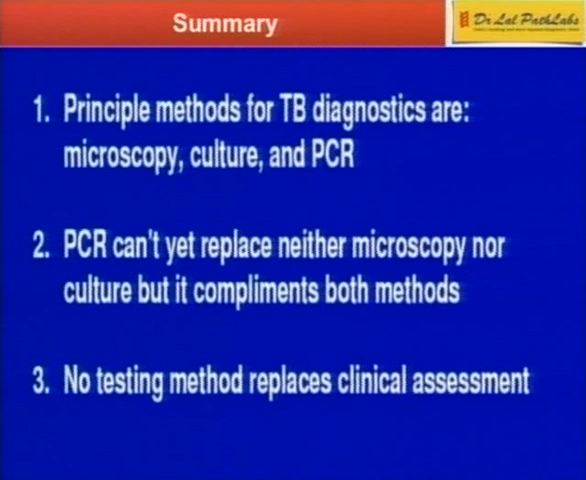 Summary
Dr Lal PathLabs
1. Principle methods for TB diagnostics are:
microscopy, culture, and PCR
2. PCR can't yet replace neither microscopy nor
culture but it compliments both methods
3. No testing method replaces clinical assessment